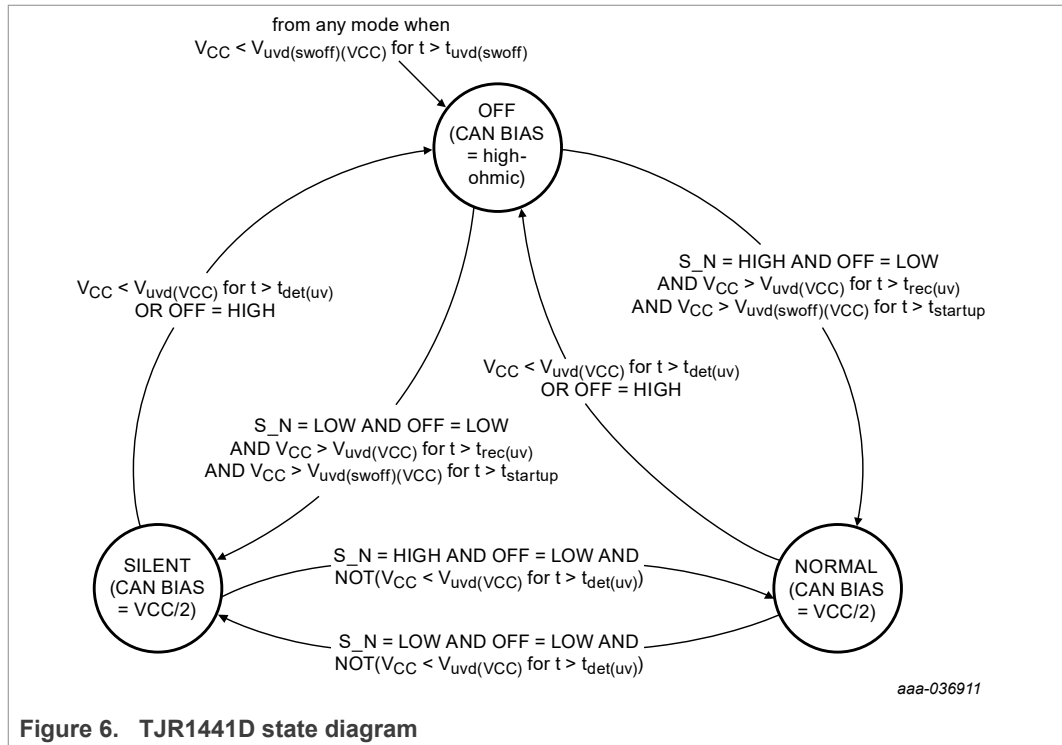 from any mode when
VCC < Vuvd(swoff)(VCC) for t > tuvd(swoff)
OFF
(CAN BIAS
= high-
ohmic)
S_N = HIGH AND OFF = LOW
AND VCC > Vuvd(VCC) for t > trec(uv)
AND VCC > Vuvd(swoff)(VCC) for t > tstartup
VCC < Vuvd(VCC) for t > tdet(uv)
OR OFF = HIGH
VCC < Vuvd(VCC) for t > tdet(uv)
OR OFF = HIGH
S_N = LOW AND OFF = LOW
AND VCC > Vuvd(VCC) for t > trec(uv)
AND VCC > Vuvd(swoff)(VCC) for t > tstartup
SILENT
(CAN BIAS
= VCC/2)
S_N = HIGH AND OFF = LOW AND
NOT(VCC < Vuvd(VCC) for t > tdet(uv))
NORMAL
(CAN BIAS
= VCC/2)
S_N = LOW AND OFF = LOW AND
NOT(VCC < Vuvd(VCC) for t > tdet(uv))
aaa-036911
Figure 6. TJR1441D state diagram